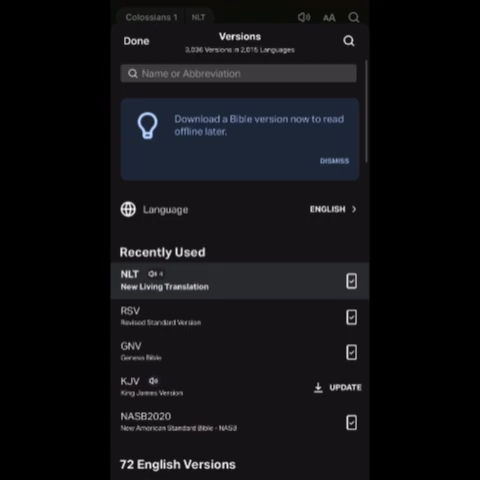 Colossians 1 NLT AA
Done Versions
3,036 Versions in 2,015 Languages
Name or Abbreviation
Download a Bible version now to read
offline later.
DISMISS
Language ENGLISH
Recently Used
NLT 4
New Living Translation
RSV
Revised Standard Version
GNV
Geneva Bible
KJV
UPDATE
King James Version
NASB2020
New American Standard Bible - NASB
72 English Versions